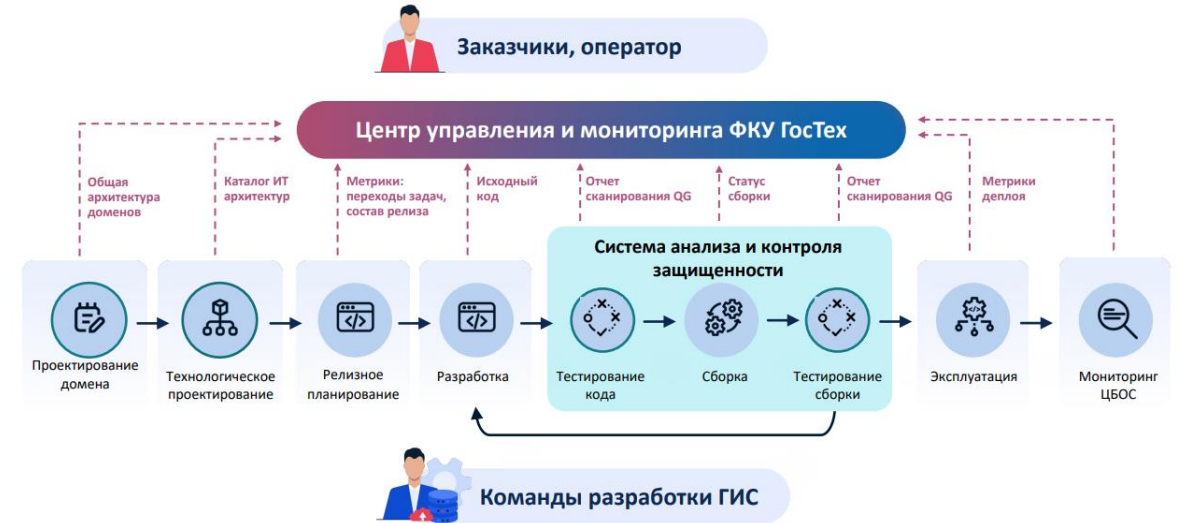 Заказчики, оператор
Центр управления и мониторинга ФКУ ГосТех
Общая
архитектура
доменов
Каталог ИТ
архитектур
Метрики:
переходы задач,
состав релиза
Исходный
код
Отчет
сканирования QG
Статус
сборки
Отчет
сканирования QG
Метрики
деплоя
Система анализа и контроля
защищенности
Проектирование
домена
Технологическое
проектирование
Релизное
планирование
Разработка
Тестирование
кода
Сборка
Тестирование
сборки
Эксплуатация
Мониторинг
ЦБОС
Команды разработки ГИС